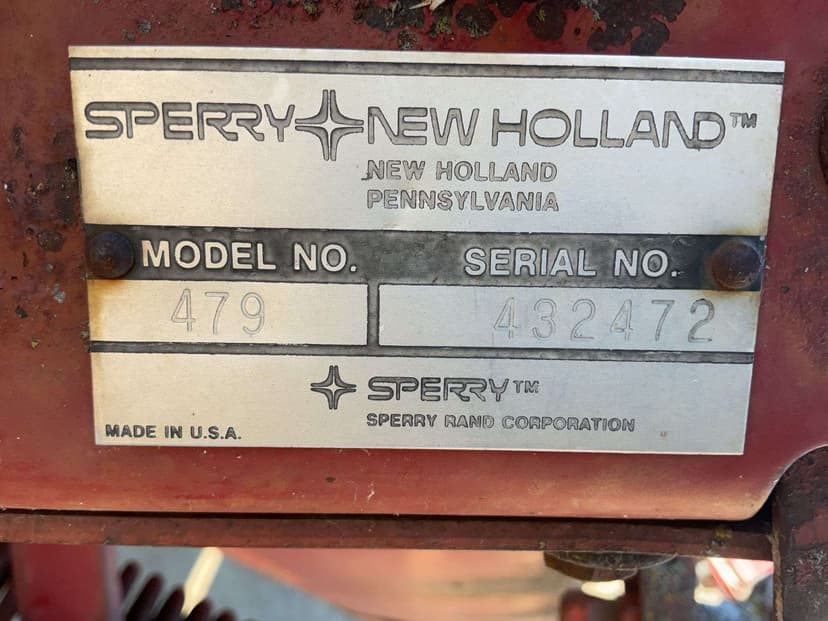 SPERRY NEW HOLLAND™
NEW HOLLAND
PENNSYLVANIA
MODEL NO. SERIAL NO.
479 432472
SPERRY™
SPERRY RAND CORPORATION
MADE IN U.S.A.